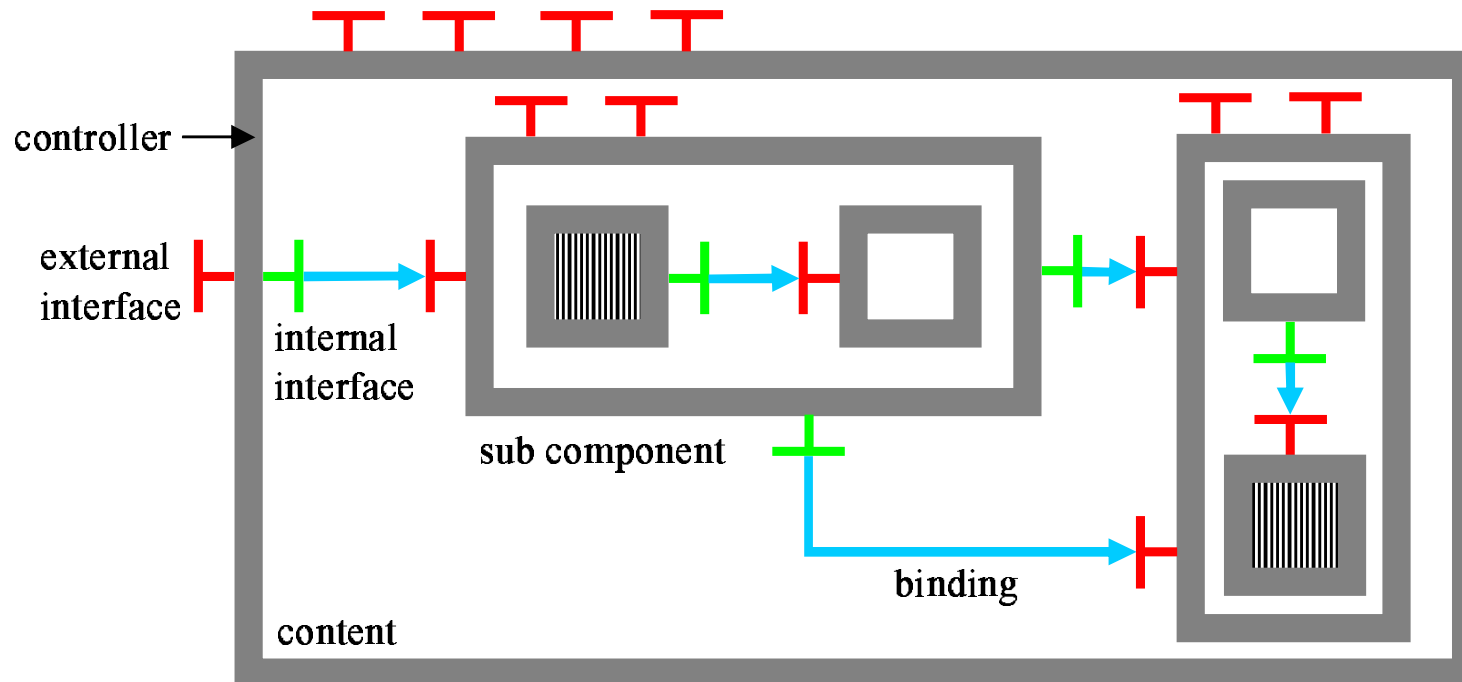 controller
external
interface
internal
interface
sub component
binding
content